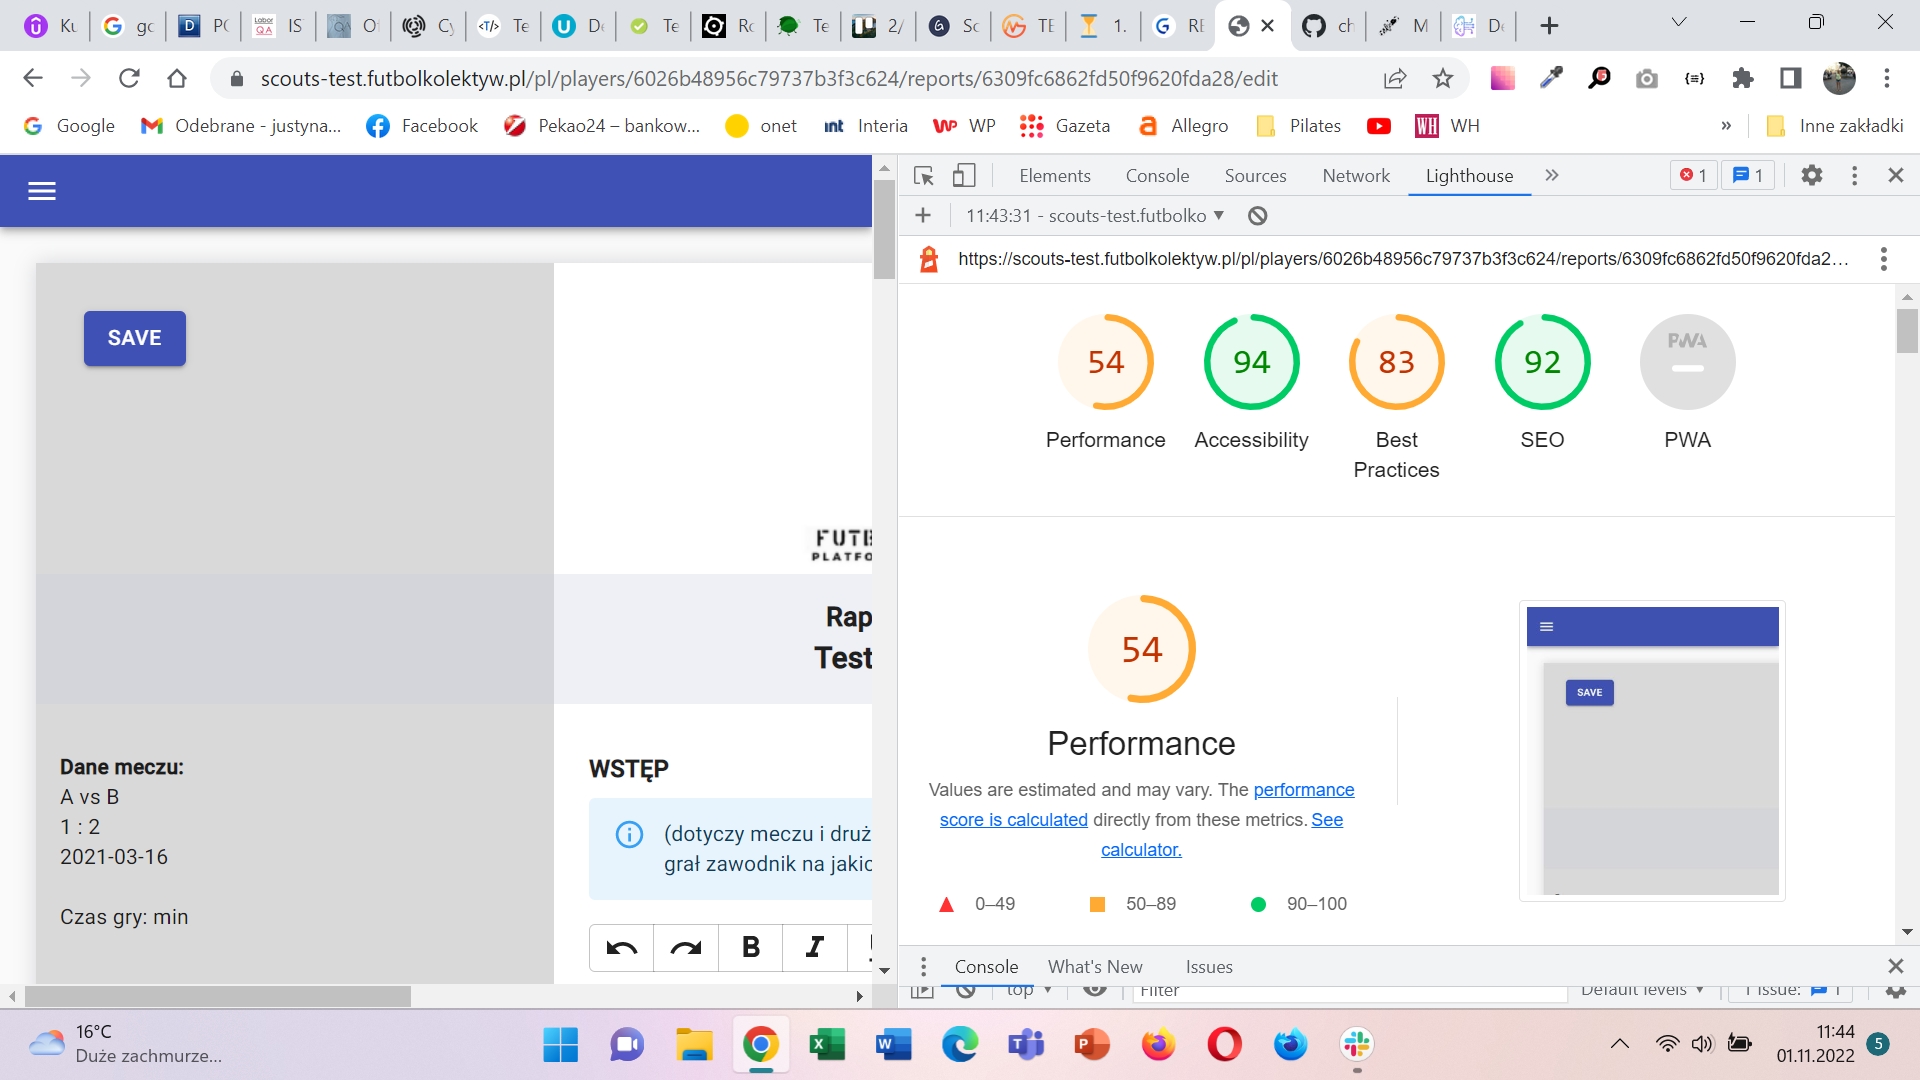 Kι
gc
PC
IS
O
Cy
Te
De
Te
Rc
Te
2/
Sc
TE
1.
RE
ch
M
De
scouts-test.futbolkolektyw.pl/pl/players/6026b48956c79737b3f3c624/reports/6309fc6862fd50f9620fda28/edit
Google
Odebrane - justyna...
Facebook
Pekao24 – bankow...
onet
int Interia
WP
Gazeta
Allegro
Pilates
WH WH
»
Inne zakładki
Elements
Console
Sources
Network
Lighthouse
»
1
1
11:43:31 - scouts-test.futbolko
https://scouts-test.futbolkolektyw.pl/pl/players/6026b48956c79737b3f3c624/reports/6309fc6862fd50f9620fda2...
SAVE
54
94
83
92
PWA
Performance
Accessibility
Best
Practices
SEO
PWA
FUTB
PLATFO
Rap
Test
54
Performance
Values are estimated and may vary. The performance
score is calculated directly from these metrics. See
calculator.
0–49
50–89
90–100
SAVE
Dane meczu:
A vs B
1 : 2
2021-03-16
Czas gry: min
WSTĘP
(dotyczy meczu i druż
grał zawodnik na jakic
B
I
Console
What's New
Issues
top
Filter
Default levels
1 Issue:
1
16°C
Duże zachmurze...
11:44
01.11.2022
5